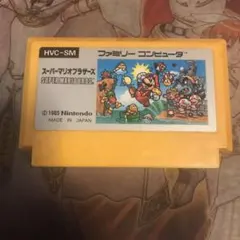 HVC-SM
ファミリー コンピュータ
スーパーマリオブラザーズ
SUPER MARIO BROS.
© 1985 Nintendo
MADE IN JAPAN